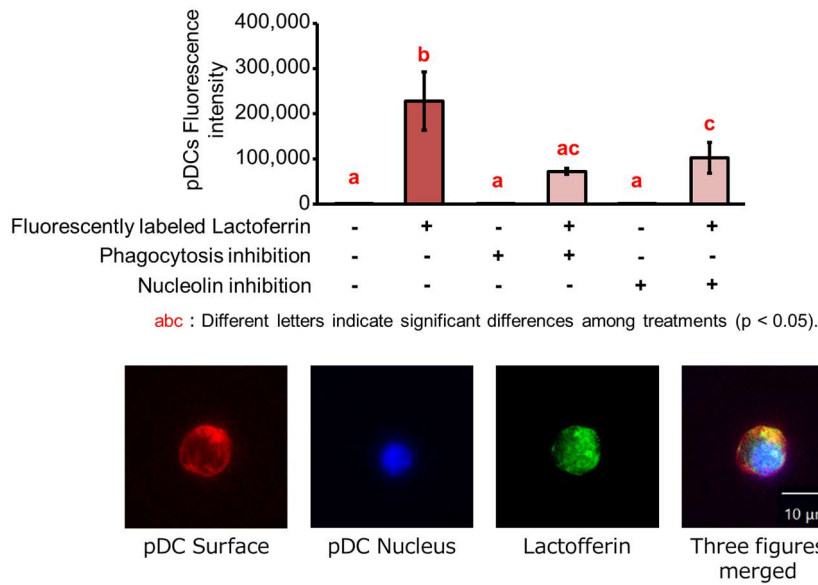 400,000
300,000
200,000
100,000
0
pDCs Fluorescence
intensity
a b a ac a c
Fluorescently labeled Lactoferrin - + - + - +
Phagocytosis inhibition - - + + - -
Nucleolin inhibition - - - - + +
abc : Different letters indicate significant differences among treatments (p < 0.05).
10 μm
pDC Surface
pDC Nucleus
Lactofferin
Three figures
merged